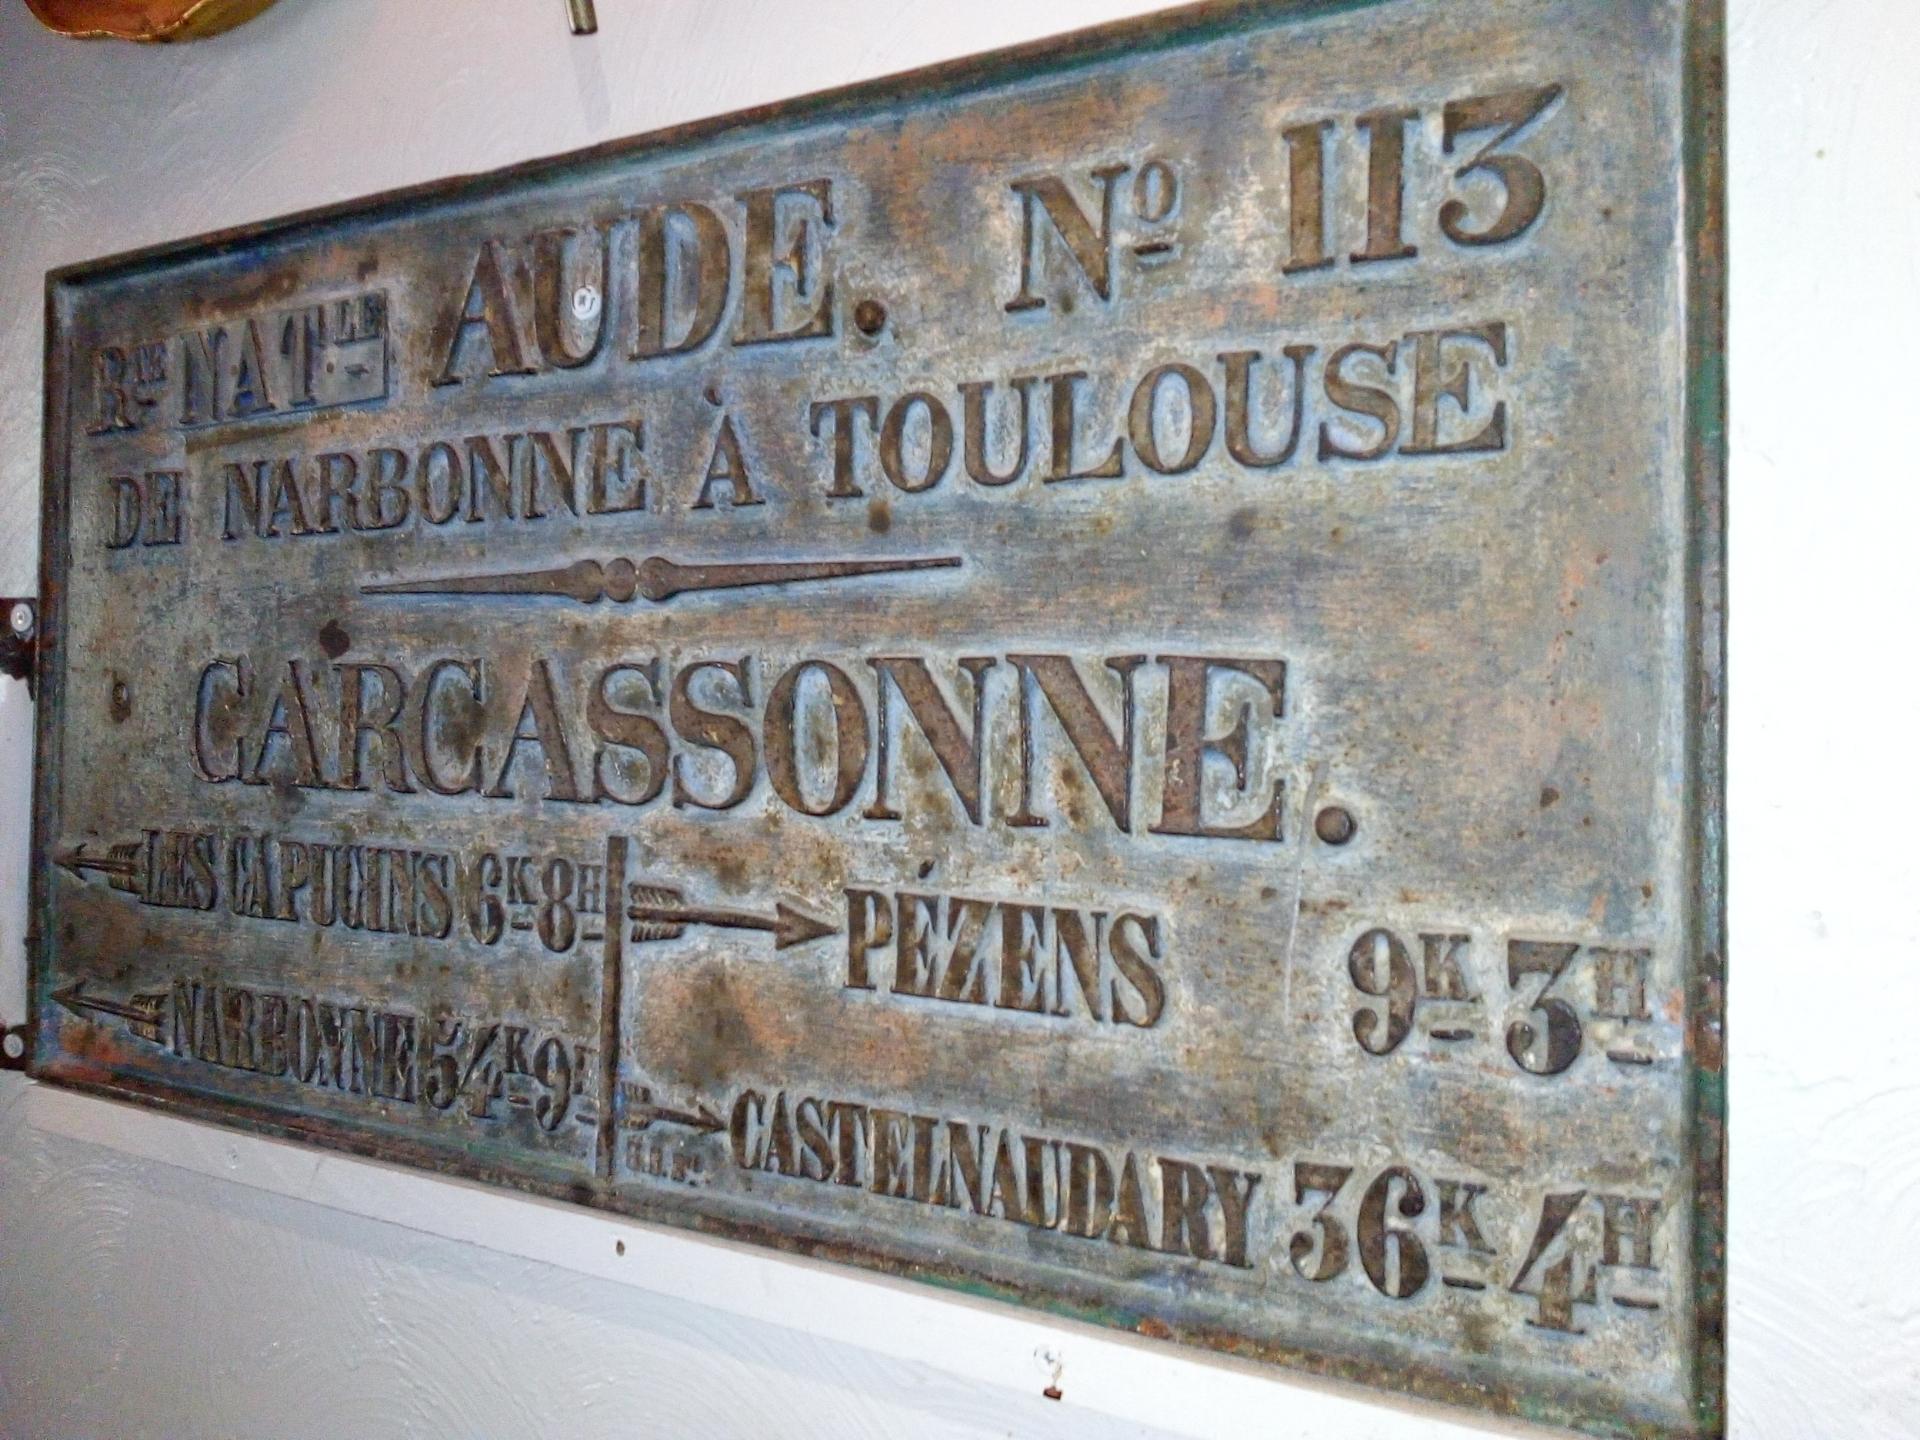 RTE NATLE AUDE. No 113
DE NARBONNE À TOULOUSE
CARCASSONNE.
LES CAPUCINS 6K 8H
NARBONNE 54K 9H
PÉZENS 9K 3H
CASTELNAUDARY 36K 4H